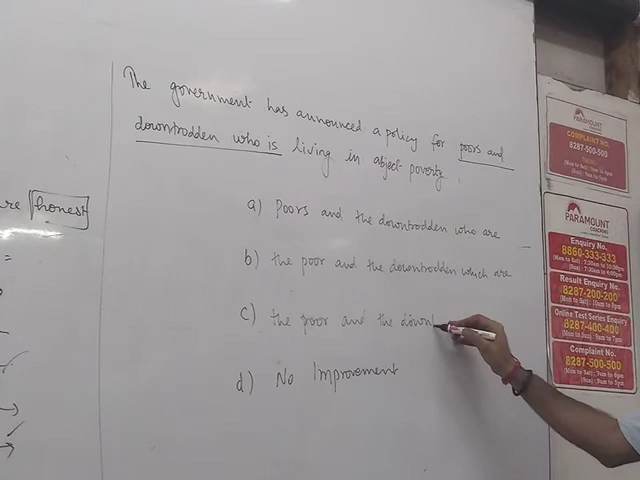 The government has announced a policy for poors and
downtrodden who is living in abject poverty.
a) Poors and the downtrodden who are
b) the poor and the downtrodden which are
c) the poor and the down
d) No Improvement
re honest
PARAMOUNT
COMPLAINT NO.
8287-500-500
PARAMOUNT
COACHING
Enquiry No.
8860-333-333
Result Enquiry No.
8287-200-200
Online Test Series Enquiry
8287-400-400
Complaint No.
8287-500-500